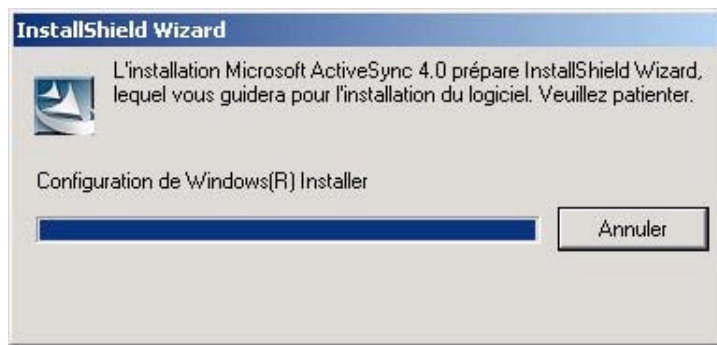 InstallShield Wizard
L'installation Microsoft ActiveSync 4.0 prépare InstallShield Wizard,
lequel vous guidera pour l'installation du logiciel. Veuillez patienter.
Configuration de Windows(R) Installer
Annuler